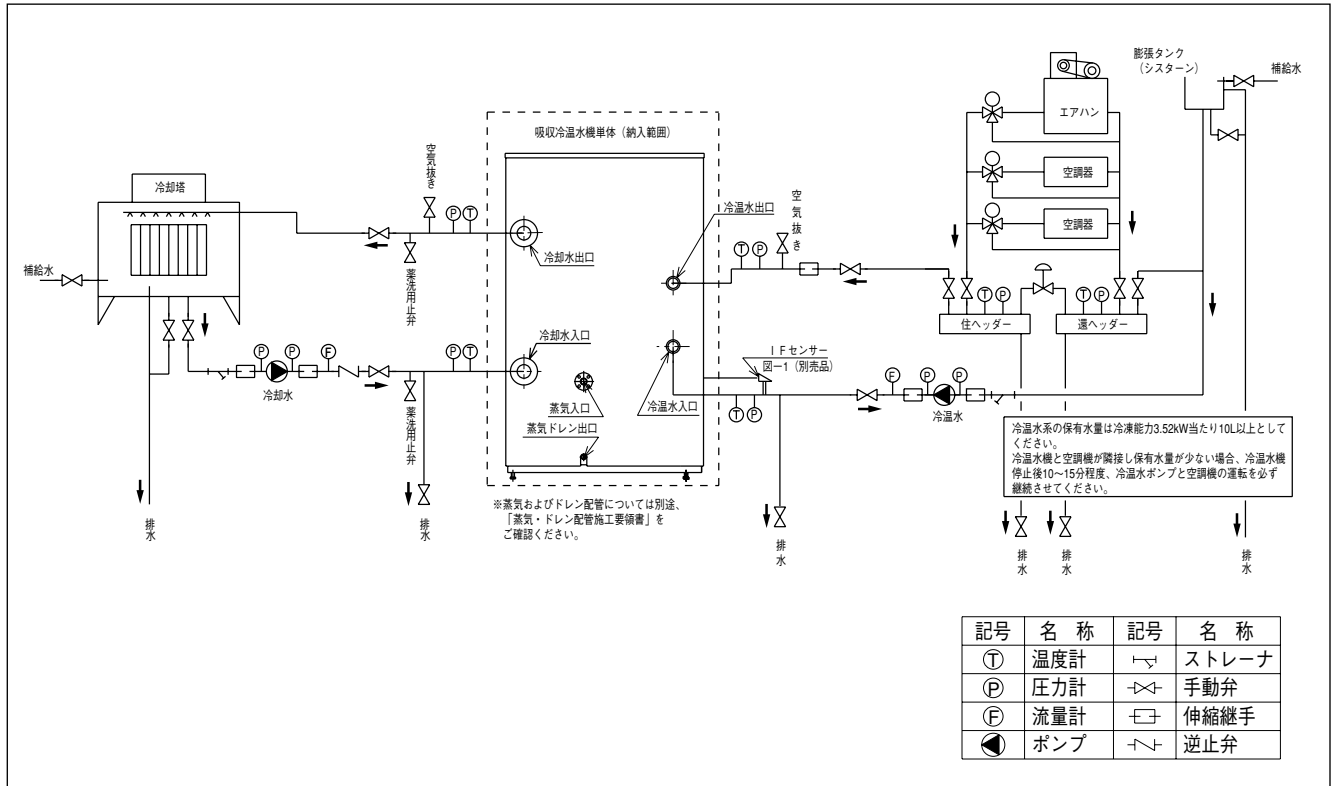 膨張タンク
(シスターン)
補給水
エアハン
吸収冷温水機単体(納入範囲)
空調器
空調器
冷却塔
空気抜き
P T
冷却水出口
冷温水出口
空気抜き
T P
補給水
薬洗用止弁
T P
T P
往ヘッダー
還ヘッダー
冷却水入口
P P F
P T
冷却水
蒸気入口
冷温水入口
IFセンサー
図ー1(別売品)
T P
F P P
冷温水
蒸気ドレン出口
薬洗用止弁
冷温水系の保有水量は冷凍能力3.52kW当たり10L以上として
ください。
冷温水機と空調機が隣接し保有水量が少ない場合、冷温水機
停止後10〜15分程度、冷温水ポンプと空調機の運転を必ず
継続させてください。
※蒸気およびドレン配管については別途、
「蒸気・ドレン配管施工要領書」を
ご確認ください。
排水
排水
排水
排水
排水
排水
記号 名 称 記号 名 称
T 温度計 ストレーナ
P 圧力計 手動弁
F 流量計 伸縮継手
ポンプ 逆止弁